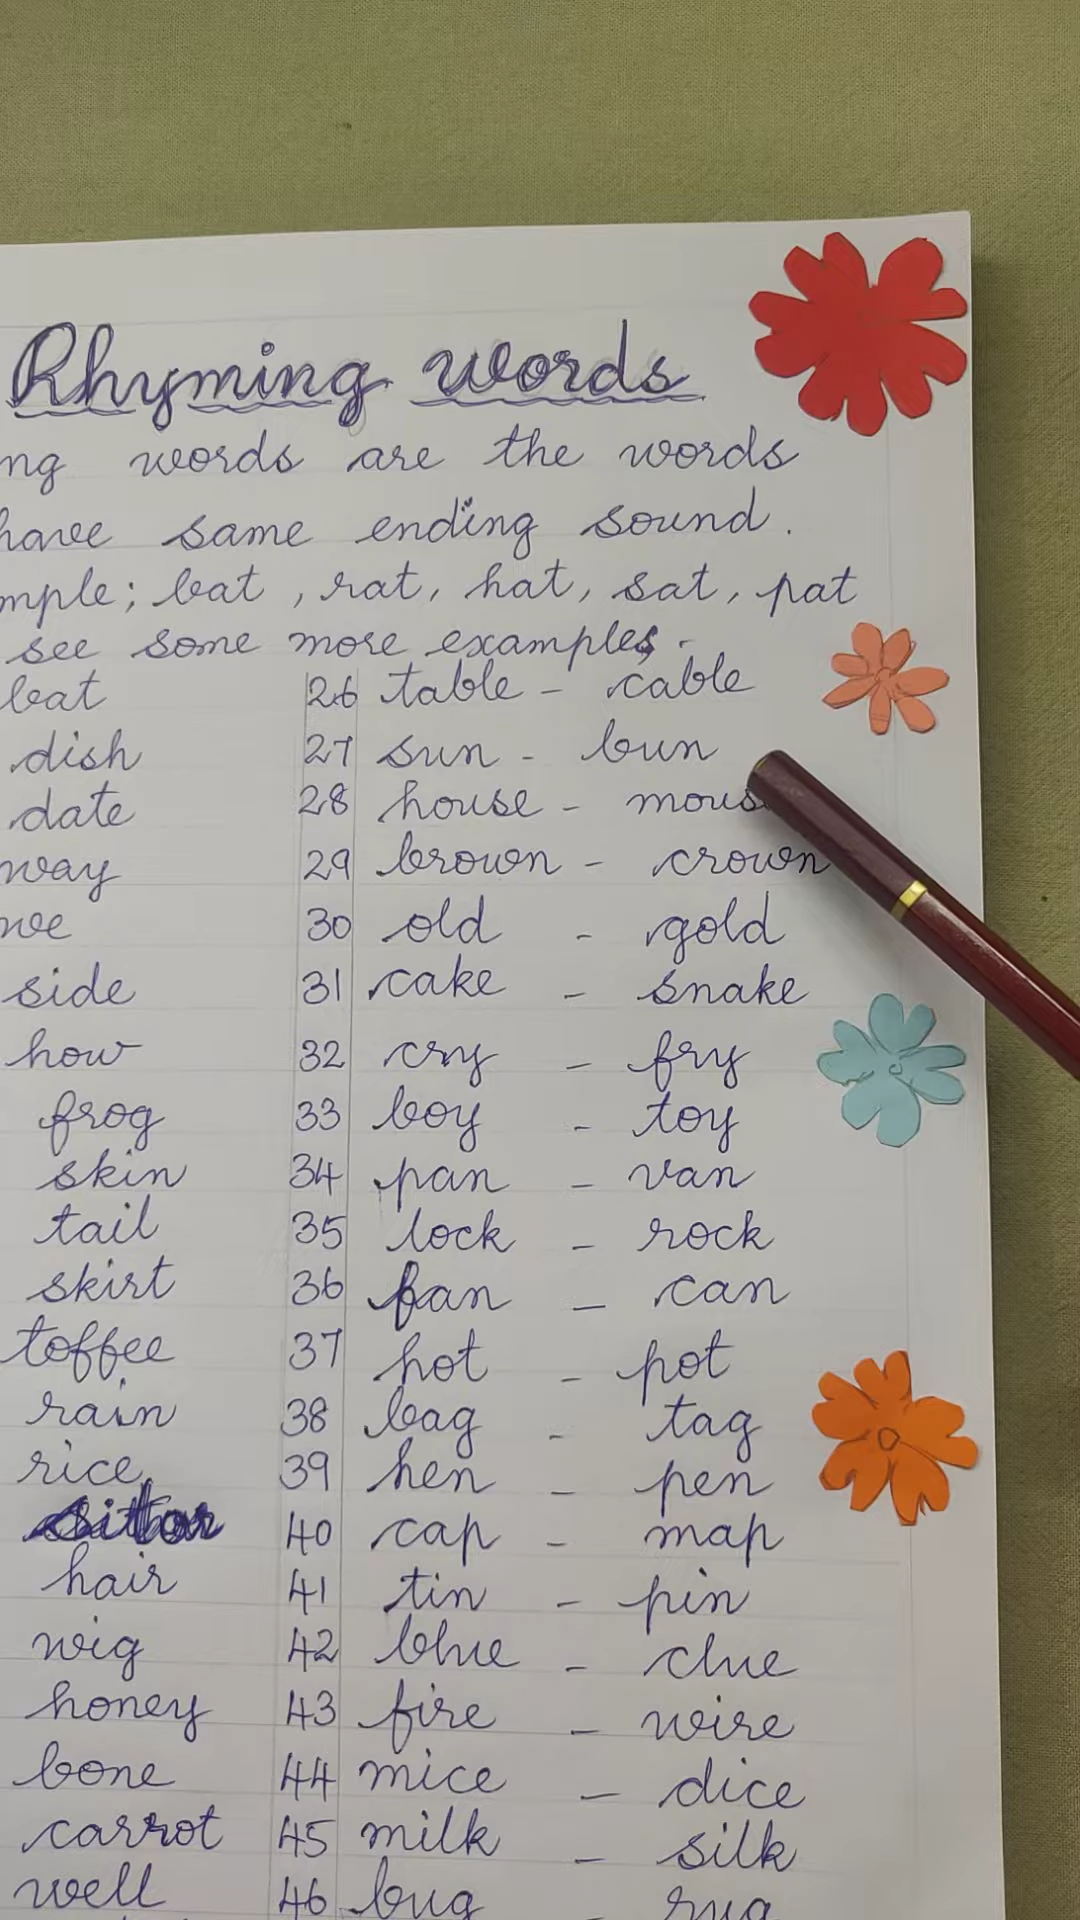 Rhyming words
ng words are the words
have same ending sound.
mple; bat, rat, hat, sat, pat
see some more examples -
bat 26 table - cable
dish 27 sun - bun
date 28 house - mous
way 29 brown - crown
we 30 old - gold
side 31 cake - snake
how 32 cry - fry
frog 33 boy - toy
skin 34 pan - van
tail 35 lock - rock
skirt 36 fan - can
toffee 37 hot - pot
rain 38 bag - tag
rice 39 hen - pen
40 cap - map
hair 41 tin - pin
wig 42 blue - clue
honey 43 fire - wire
bone 44 mice - dice
carrot 45 milk - silk
well 46 bug - rug